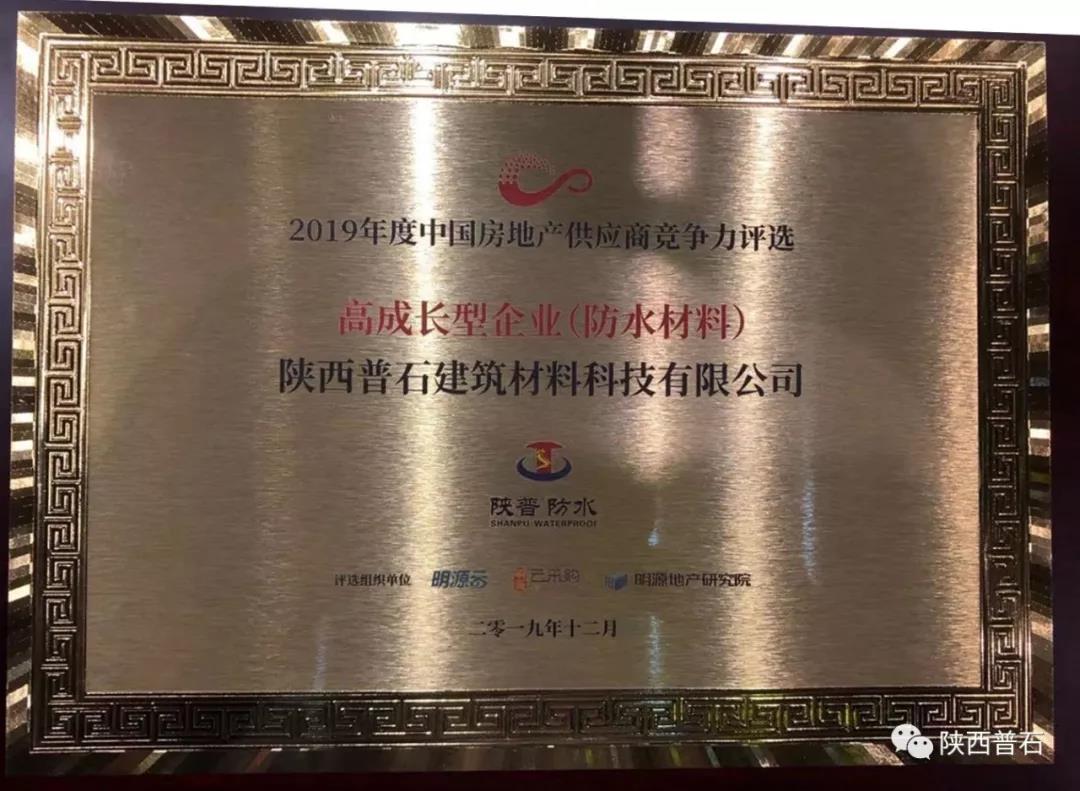 2019年度中国房地产供应商竞争力评选
高成长型企业(防水材料)
陕西普石建筑材料科技有限公司
陕普 防水
SHANPU WATERPROOF
评选组织单位 明源云 云采购 明源地产研究院
二零一九年十二月
陕西普石